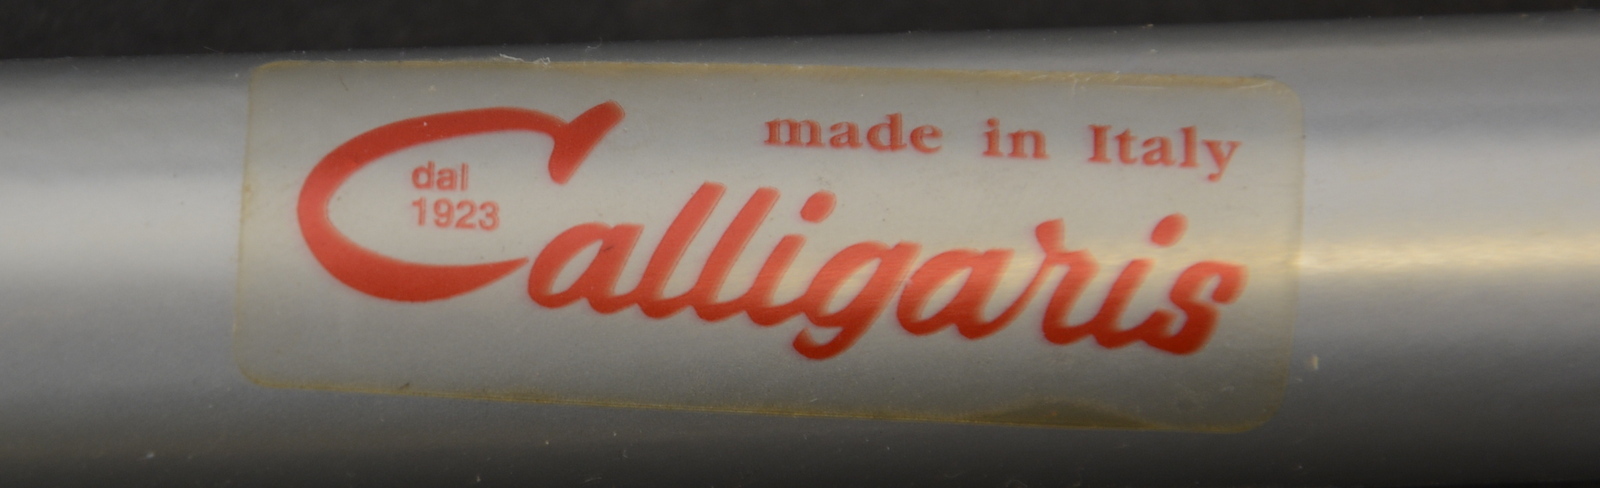 made in Italy
Calligaris
dal
1923